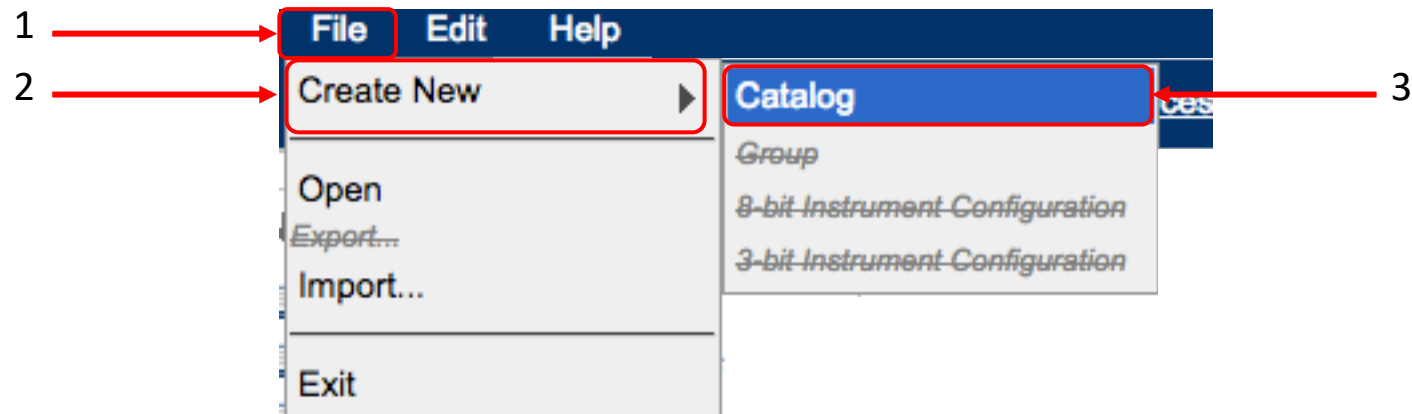 1
File Edit Help
2
Create New
Catalog
3
ces
Group
Open
8-bit Instrument Configuration
Export...
3-bit Instrument Configuration
Import...
Exit